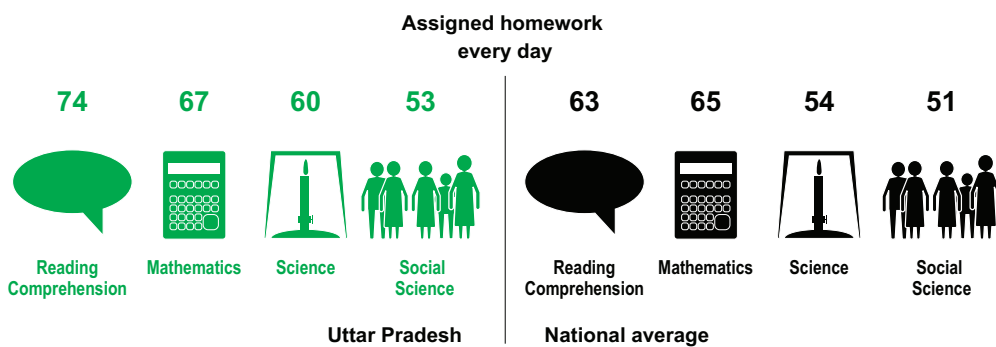 Assigned homework
every day
74 67 60 53
63 65 54 51
Reading
Comprehension
Mathematics
Science
Social
Science
Reading
Comprehension
Mathematics
Science
Social
Science
Uttar Pradesh
National average